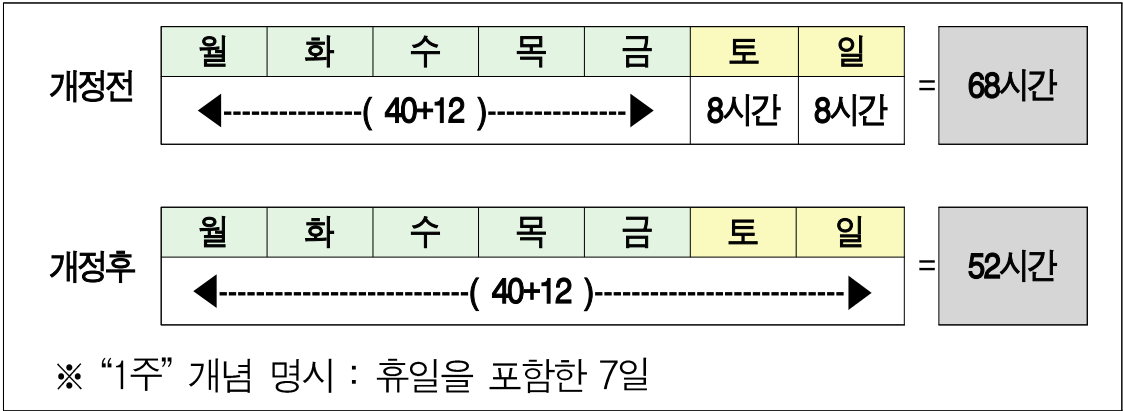 월 화 수 목 금 토 일
개정전 ( 40+12 ) 8시간 8시간 = 68시간
월 화 수 목 금 토 일
개정후 ( 40+12 ) = 52시간
※ “1주” 개념 명시 : 휴일을 포함한 7일